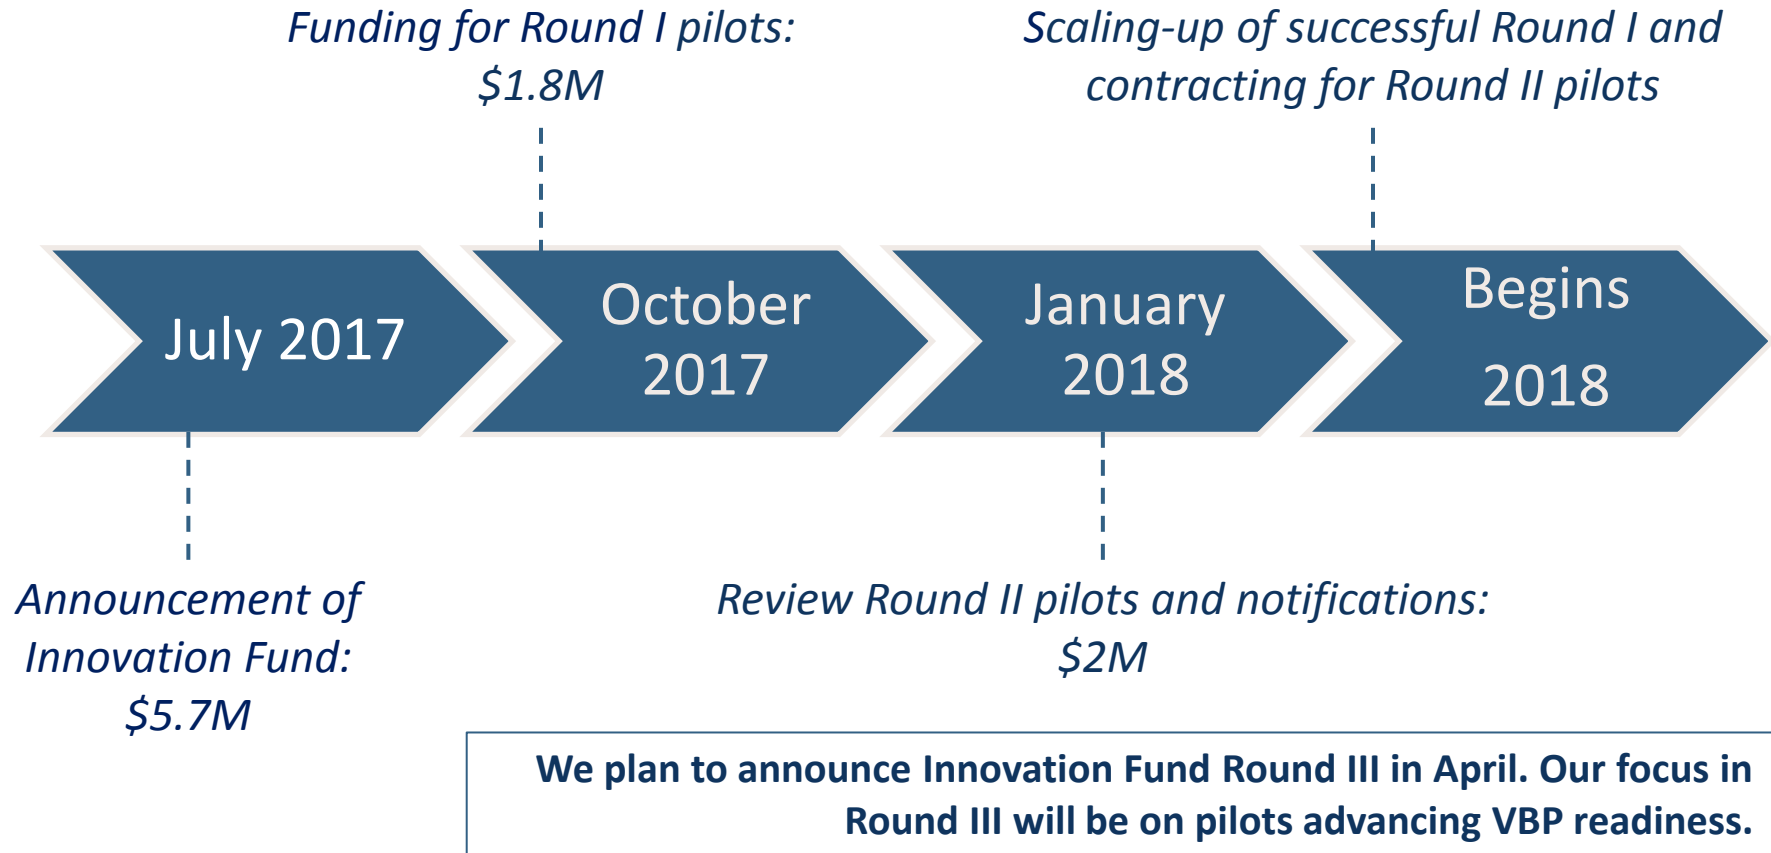 Funding for Round I pilots:
$1.8M
Scaling-up of successful Round I and
contracting for Round II pilots
July 2017
October
2017
January
2018
Begins
2018
Announcement of
Innovation Fund:
$5.7M
Review Round II pilots and notifications:
$2M
We plan to announce Innovation Fund Round III in April. Our focus in
Round III will be on pilots advancing VBP readiness.